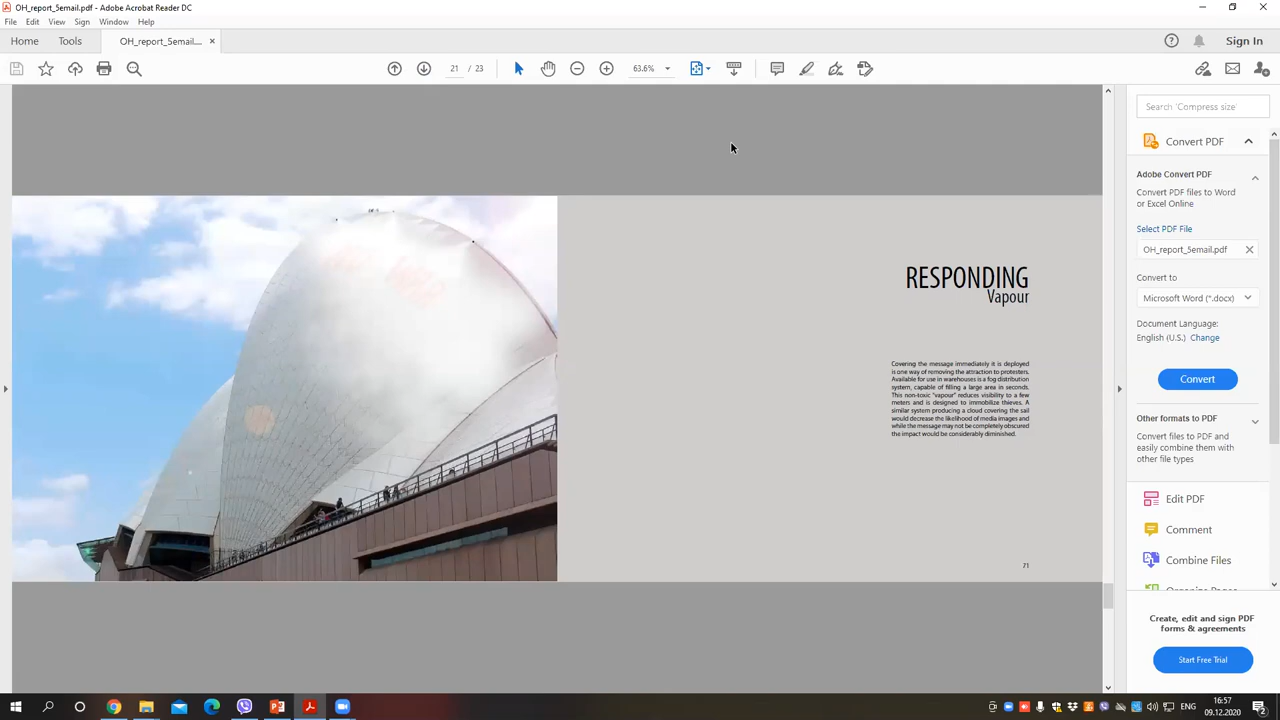 OH_report_5email.pdf - Adobe Acrobat Reader DC
File Edit View Sign Window Help
Home Tools OH_report_5email.... × Sign In
21 / 23 63.6%
Search 'Compress size'
Convert PDF
Adobe Convert PDF
Convert PDF files to Word
or Excel Online
Select PDF File
OH_report_5email.pdf
Convert to
Microsoft Word (*.docx)
Document Language:
English (U.S.) Change
Convert
Other formats to PDF
Convert files to PDF and
easily combine them with
other file types
Edit PDF
Comment
Combine Files
Create, edit and sign PDF
forms & agreements
Start Free Trial
RESPONDING
Vapour
Covering the message immediately it is deployed
is one way of removing the attraction to protesters.
Available for use in warehouses is a fog distribution
system, capable of filling a large area in seconds.
This non-toxic "vapour" reduces visibility to a few
meters and is designed to immobilize thieves. A
similar system producing a cloud covering the sail
would decrease the likelihood of media images and
while the message may not be completely obscured
the impact would be considerably diminished.
71
ENG
16:57
09.12.2020